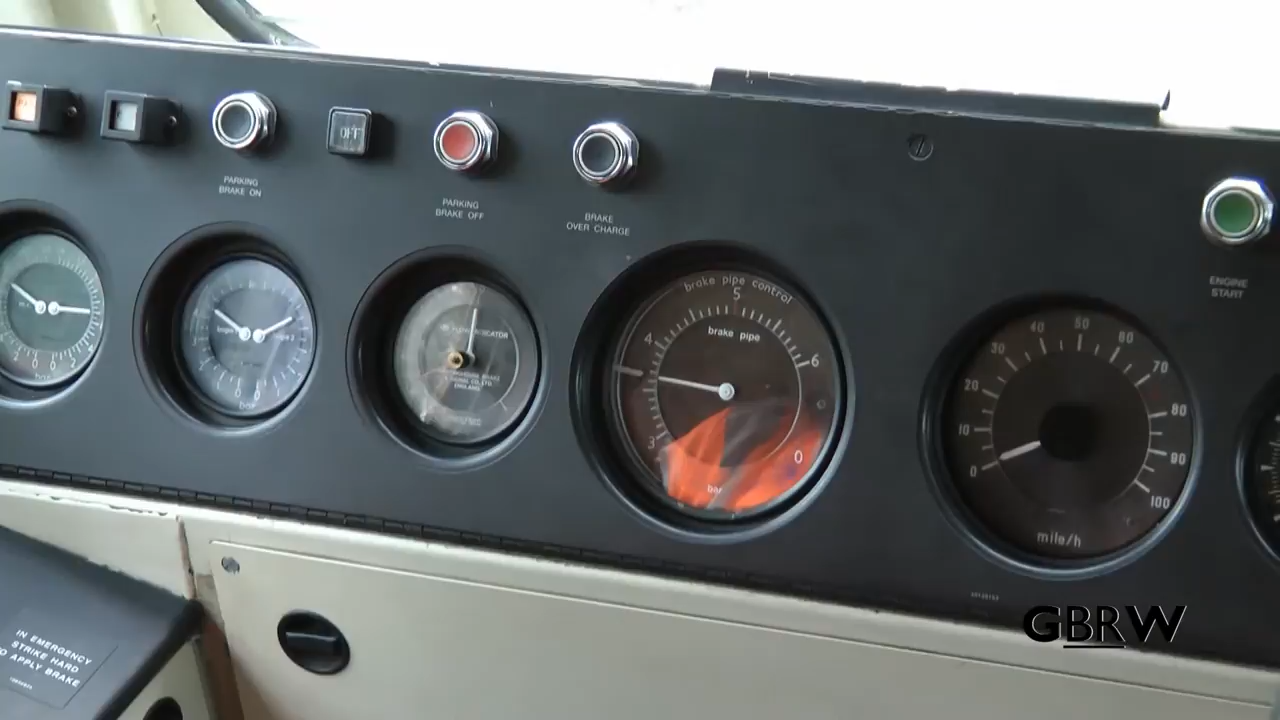 OFF
PARKING
BRAKE ON
PARKING
BRAKE OFF
BRAKE
OVER CHARGE
ENGINE
START
bar
brake pipe control
brake pipe
3
4
5
6
0
bar
0
10
20
30
40
50
60
70
80
90
100
mile/h
IN EMERGENCY
STRIKE HARD
TO APPLY BRAKE
GBRW